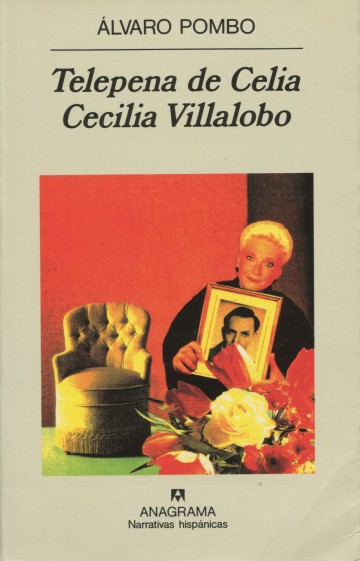 ÁLVARO POMBO
Telepena de Celia
Cecilia Villalobo
ANAGRAMA
Narrativas hispánicas